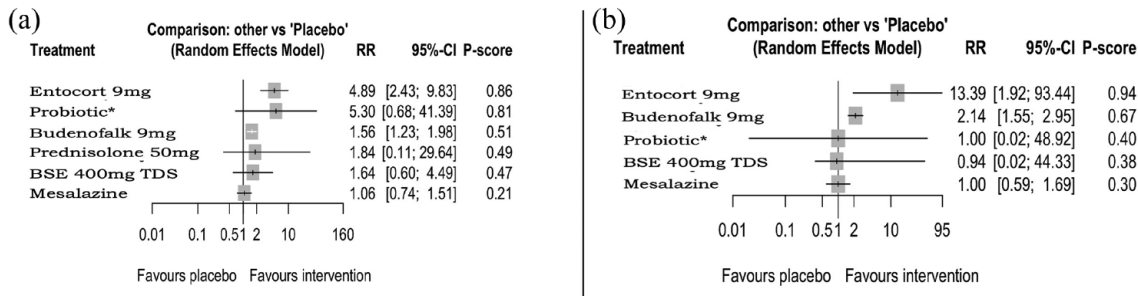 (a)
Comparison: other vs 'Placebo'
Treatment (Random Effects Model) RR 95%-CI P-score
Entocort 9mg 4.89 [2.43; 9.83] 0.86
Probiotic* 5.30 [0.68; 41.39] 0.81
Budenofalk 9mg 1.56 [1.23; 1.98] 0.51
Prednisolone 50mg 1.84 [0.11; 29.64] 0.49
BSE 400mg TDS 1.64 [0.60; 4.49] 0.47
Mesalazine 1.06 [0.74; 1.51] 0.21
0.01 0.1 0.51 2 10 160
Favours placebo Favours intervention
(b)
Comparison: other vs 'Placebo'
Treatment (Random Effects Model) RR 95%-CI P-score
Entocort 9mg 13.39 [1.92; 93.44] 0.94
Budenofalk 9mg 2.14 [1.55; 2.95] 0.67
Probiotic* 1.00 [0.02; 48.92] 0.40
BSE 400mg TDS 0.94 [0.02; 44.33] 0.38
Mesalazine 1.00 [0.59; 1.69] 0.30
0.01 0.1 0.51 2 10 95
Favours placebo Favours intervention